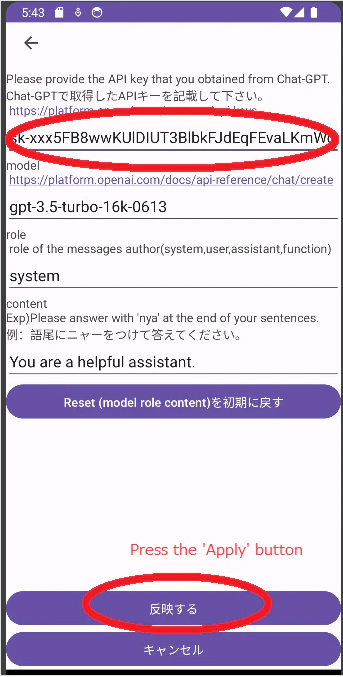 5:43
Please provide the API key that you obtained from Chat-GPT.
Chat-GPTで取得したAPIキーを記載して下さい。
sk-xxx5FB8wwKUlDIUT3BlbkFJdEqFEvaLKmW
model
https://platform.openai.com/docs/api-reference/chat/create
gpt-3.5-turbo-16k-0613
role
role of the messages author(system,user,assistant,function)
system
content
Exp)Please answer with 'nya' at the end of your sentences.
例：語尾にニャーをつけて答えてください。
You are a helpful assistant.
Reset (model role content)を初期に戻す
Press the 'Apply' button
反映する
キャンセル